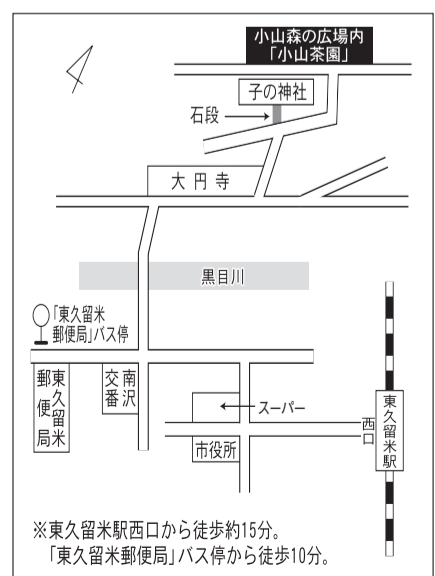 小山森の広場内
「小山茶園」
子の神社
石段
大円寺
黒目川
「東久留米
郵便局」バス停
東久留米
郵便局
南沢
交番
スーパー
市役所
西口
東久留米駅
※東久留米駅西口から徒歩約15分。
「東久留米郵便局」バス停から徒歩10分。